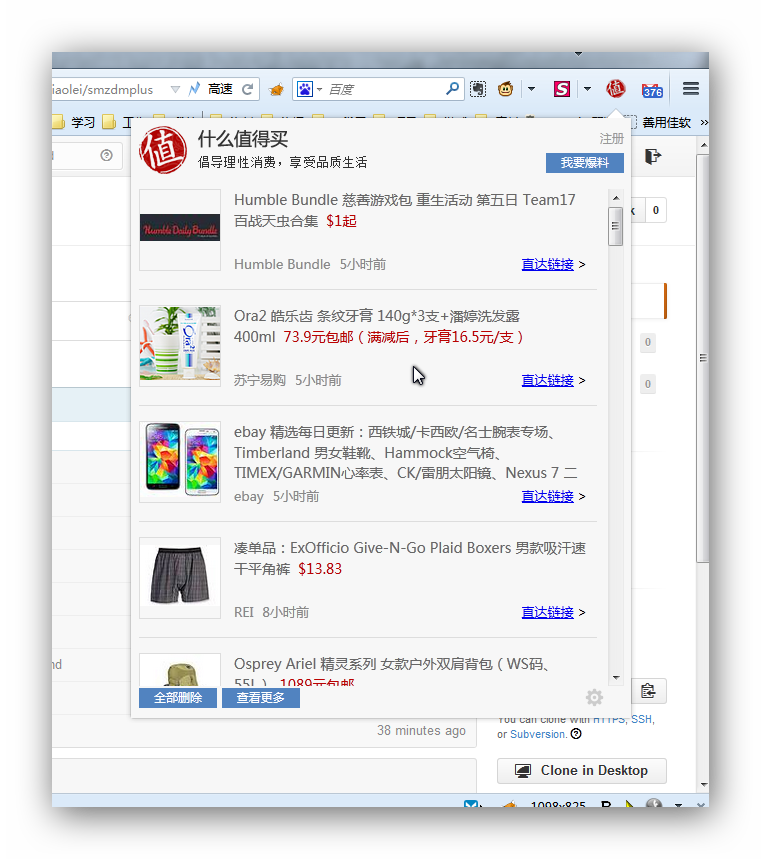 iaolei/smzdmplus
高速
百度
S
值
376
学习
善用佳软
»
值
什么值得买
倡导理性消费，享受品质生活
注册
我要爆料
0
Humble Daily Bundle
Humble Bundle 慈善游戏包 重生活动 第五日 Team17
百战天虫合集 $1起
Humble Bundle 5小时前
直达链接 >
Ora2 皓乐齿 条纹牙膏 140g*3支+潘婷洗发露
400ml 73.9元包邮（满减后，牙膏16.5元/支）
苏宁易购 5小时前
直达链接 >
0
0
ebay 精选每日更新：西铁城/卡西欧/名士腕表专场、
Timberland 男女鞋靴、Hammock空气椅、
TIMEX/GARMIN心率表、CK/雷朋太阳镜、Nexus 7 二
ebay 5小时前
直达链接 >
凑单品：ExOfficio Give-N-Go Plaid Boxers 男款吸汗速
干平角裤 $13.83
REI 8小时前
直达链接 >
Osprey Ariel 精灵系列 女款户外双肩背包（WS码、
55L） 1089元包邮
全部删除
查看更多
You can clone with HTTPS, SSH,
or Subversion.
38 minutes ago
Clone in Desktop
1098x825